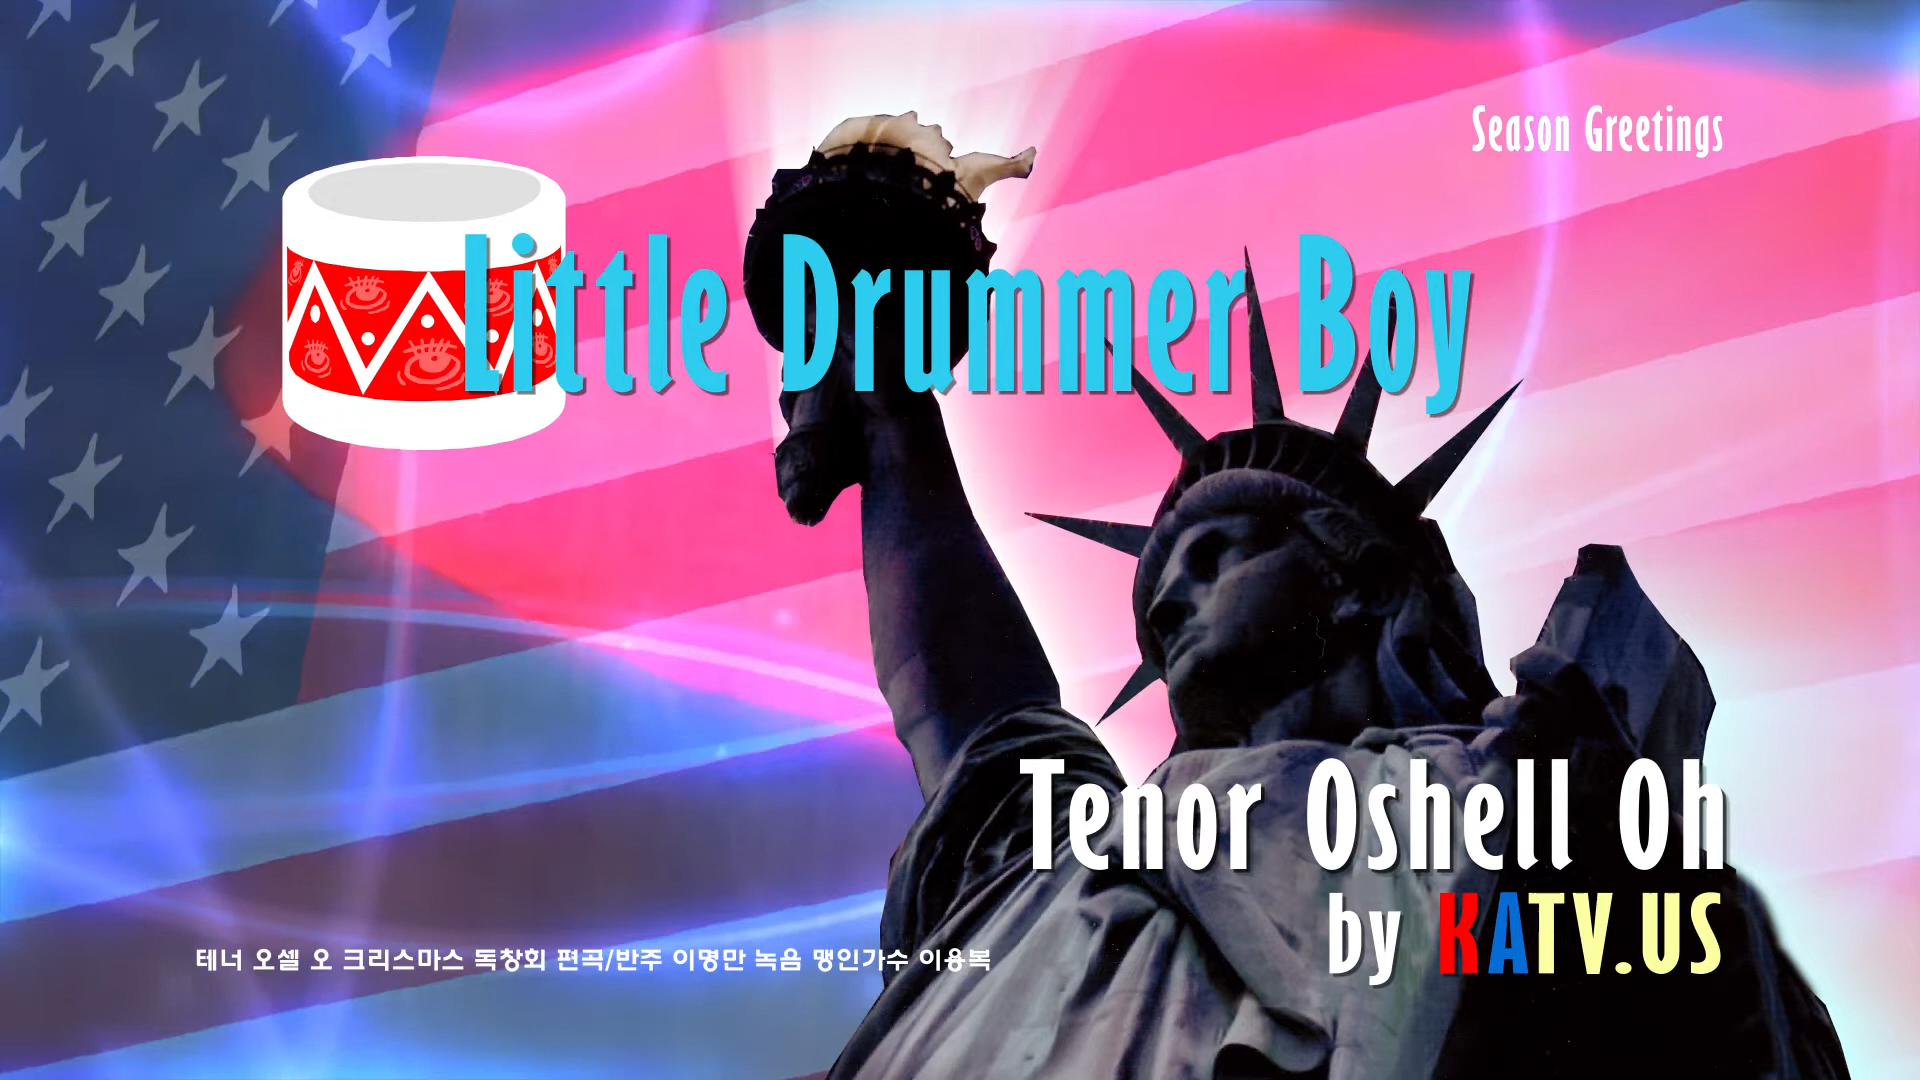 Season Greetings
Little Drummer Boy
Tenor Oshell Oh
by KATV.US
테너 오셀 오 크리스마스 독창회 편곡/반주 이명만 녹음 맹인가수 이용복